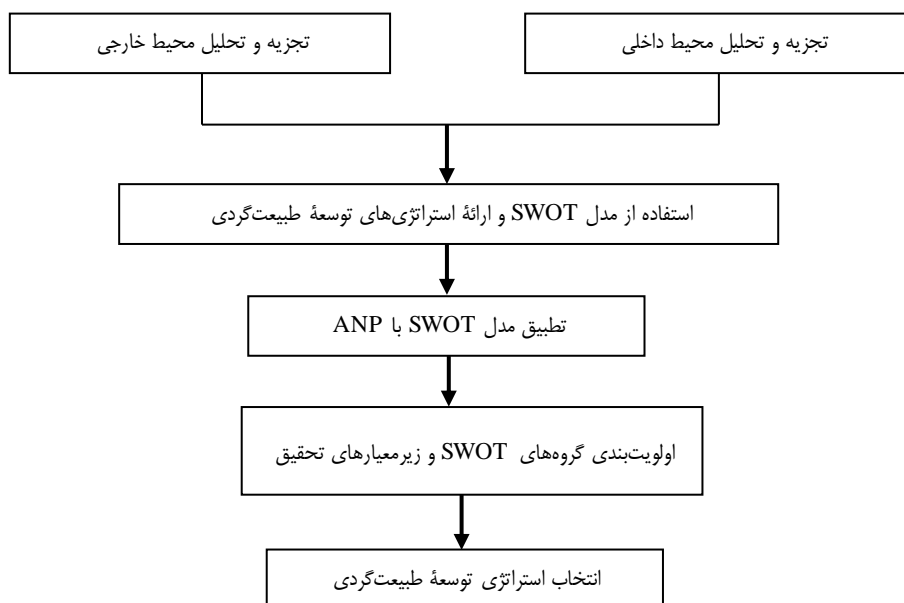 تجزیه و تحلیل محیط داخلی
تجزیه و تحلیل محیط خارجی
استفاده از مدل SWOT و ارائهٔ استراتژی‌های توسعهٔ طبیعت‌گردی
تطبیق مدل SWOT با ANP
اولویت‌بندی گروه‌های SWOT و زیرمعیارهای تحقیق
انتخاب استراتژی توسعهٔ طبیعت‌گردی